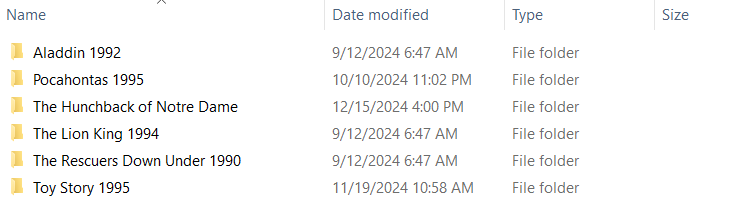 Name Date modified Type Size
Aladdin 1992 9/12/2024 6:47 AM File folder
Pocahontas 1995 10/10/2024 11:02 PM File folder
The Hunchback of Notre Dame 12/15/2024 4:00 PM File folder
The Lion King 1994 9/12/2024 6:47 AM File folder
The Rescuers Down Under 1990 9/12/2024 6:47 AM File folder
Toy Story 1995 11/19/2024 10:58 AM File folder